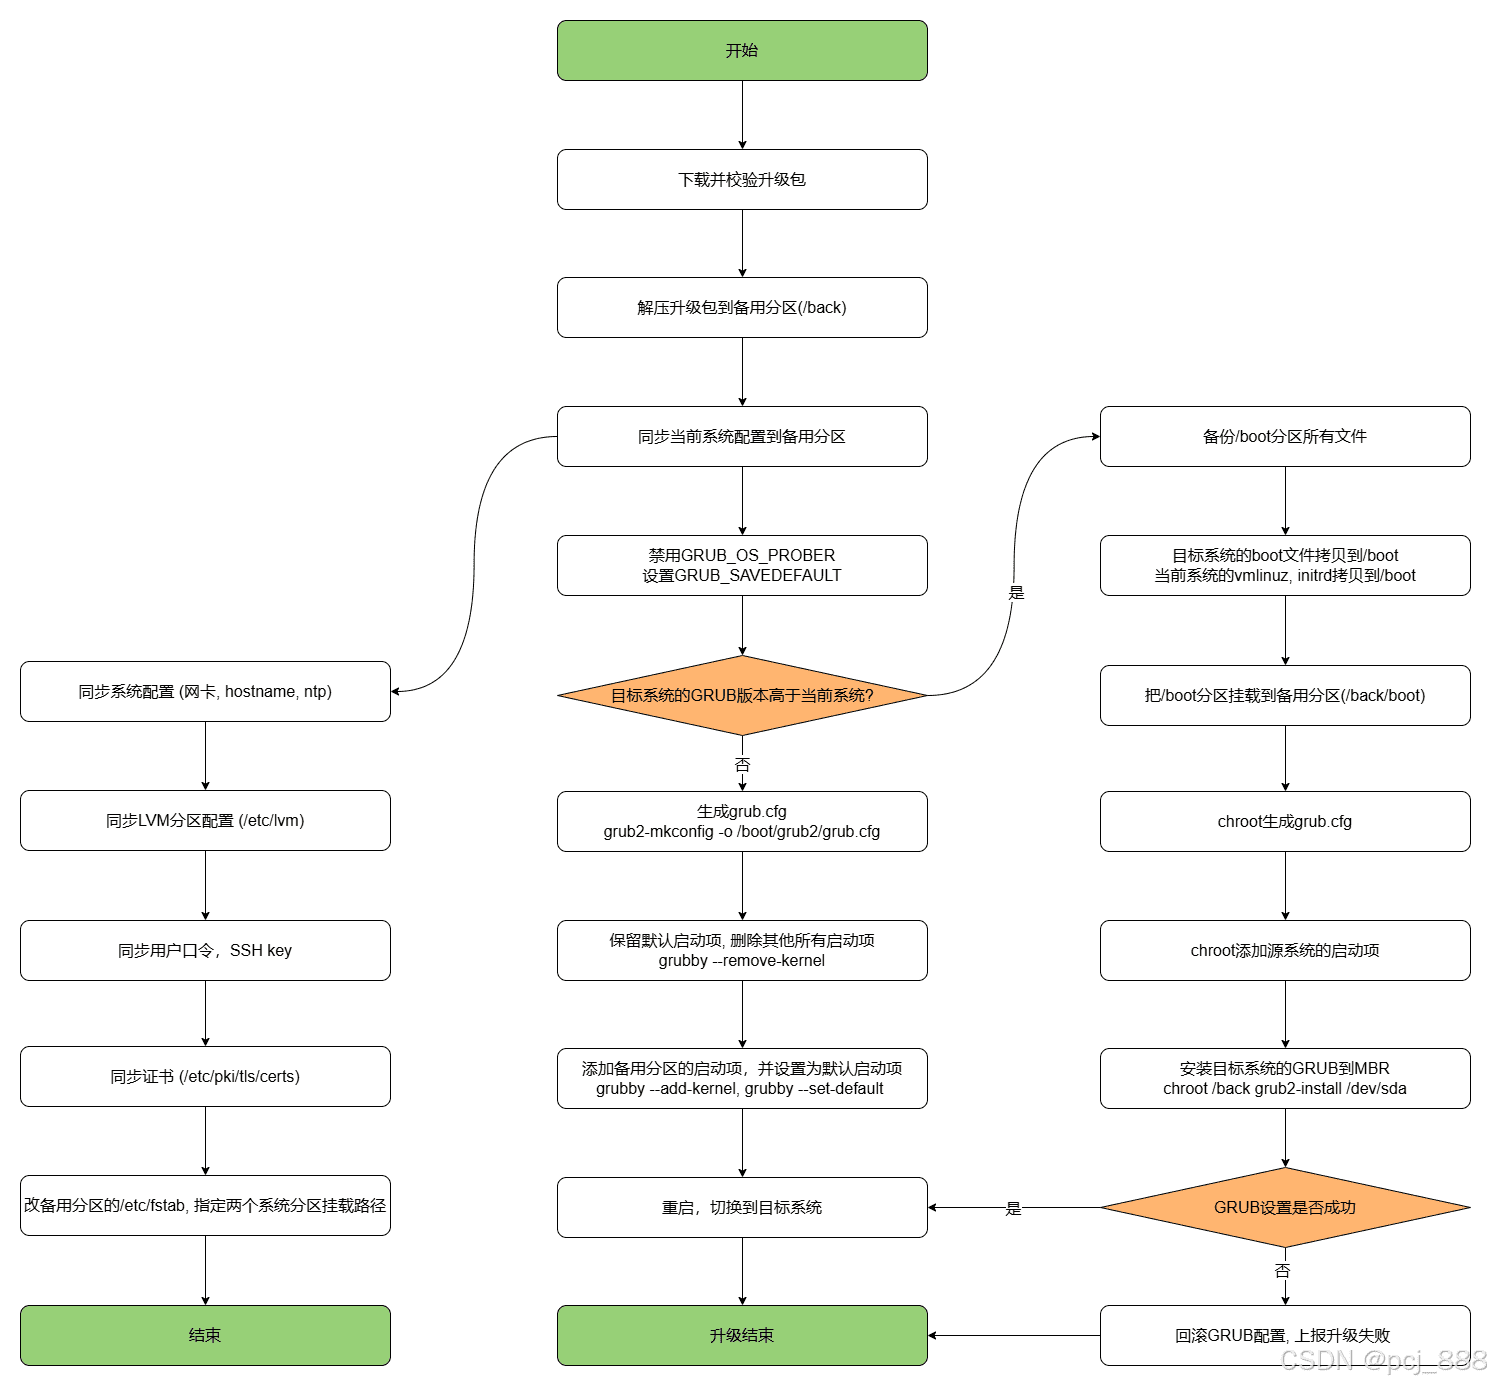 开始
下载并校验升级包
解压升级包到备用分区(/back)
同步当前系统配置到备用分区
禁用GRUB_OS_PROBER
设置GRUB_SAVEDEFAULT
目标系统的GRUB版本高于当前系统?
否
生成grub.cfg
grub2-mkconfig -o /boot/grub2/grub.cfg
保留默认启动项, 删除其他所有启动项
grubby --remove-kernel
添加备用分区的启动项，并设置为默认启动项
grubby --add-kernel, grubby --set-default
重启，切换到目标系统
升级结束
同步系统配置 (网卡, hostname, ntp)
同步LVM分区配置 (/etc/lvm)
同步用户口令，SSH key
同步证书 (/etc/pki/tls/certs)
改备用分区的/etc/fstab, 指定两个系统分区挂载路径
结束
是
备份/boot分区所有文件
目标系统的boot文件拷贝到/boot
当前系统的vmlinuz, initrd拷贝到/boot
把/boot分区挂载到备用分区(/back/boot)
chroot生成grub.cfg
chroot添加源系统的启动项
安装目标系统的GRUB到MBR
chroot /back grub2-install /dev/sda
GRUB设置是否成功
是
否
回滚GRUB配置, 上报升级失败
CSDN @pcj_888